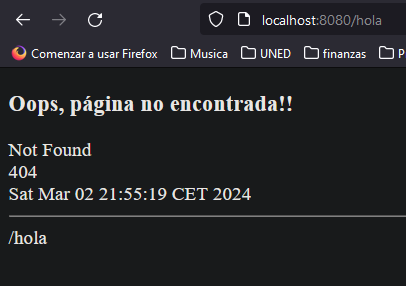 localhost:8080/hola
Comenzar a usar Firefox Musica UNED finanzas P
Oops, página no encontrada!!
Not Found
404
Sat Mar 02 21:55:19 CET 2024
/hola